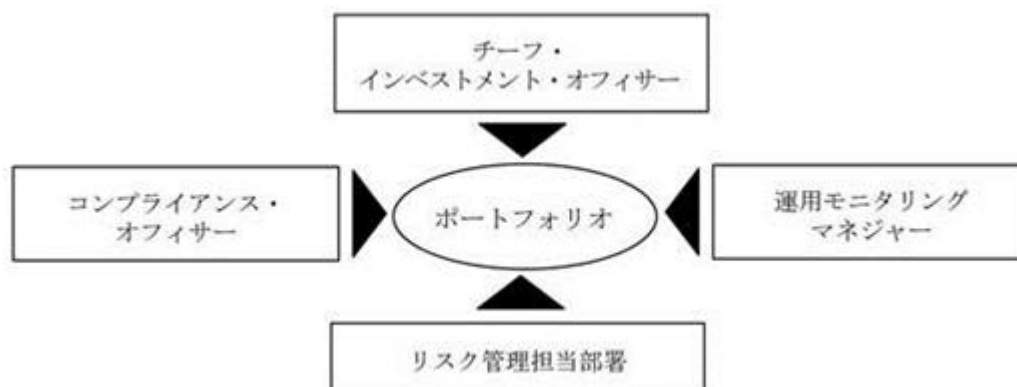 チーフ・
インベストメント・オフィサー
コンプライアンス・
オフィサー
ポートフォリオ
運用モニタリング
マネジャー
リスク管理担当部署